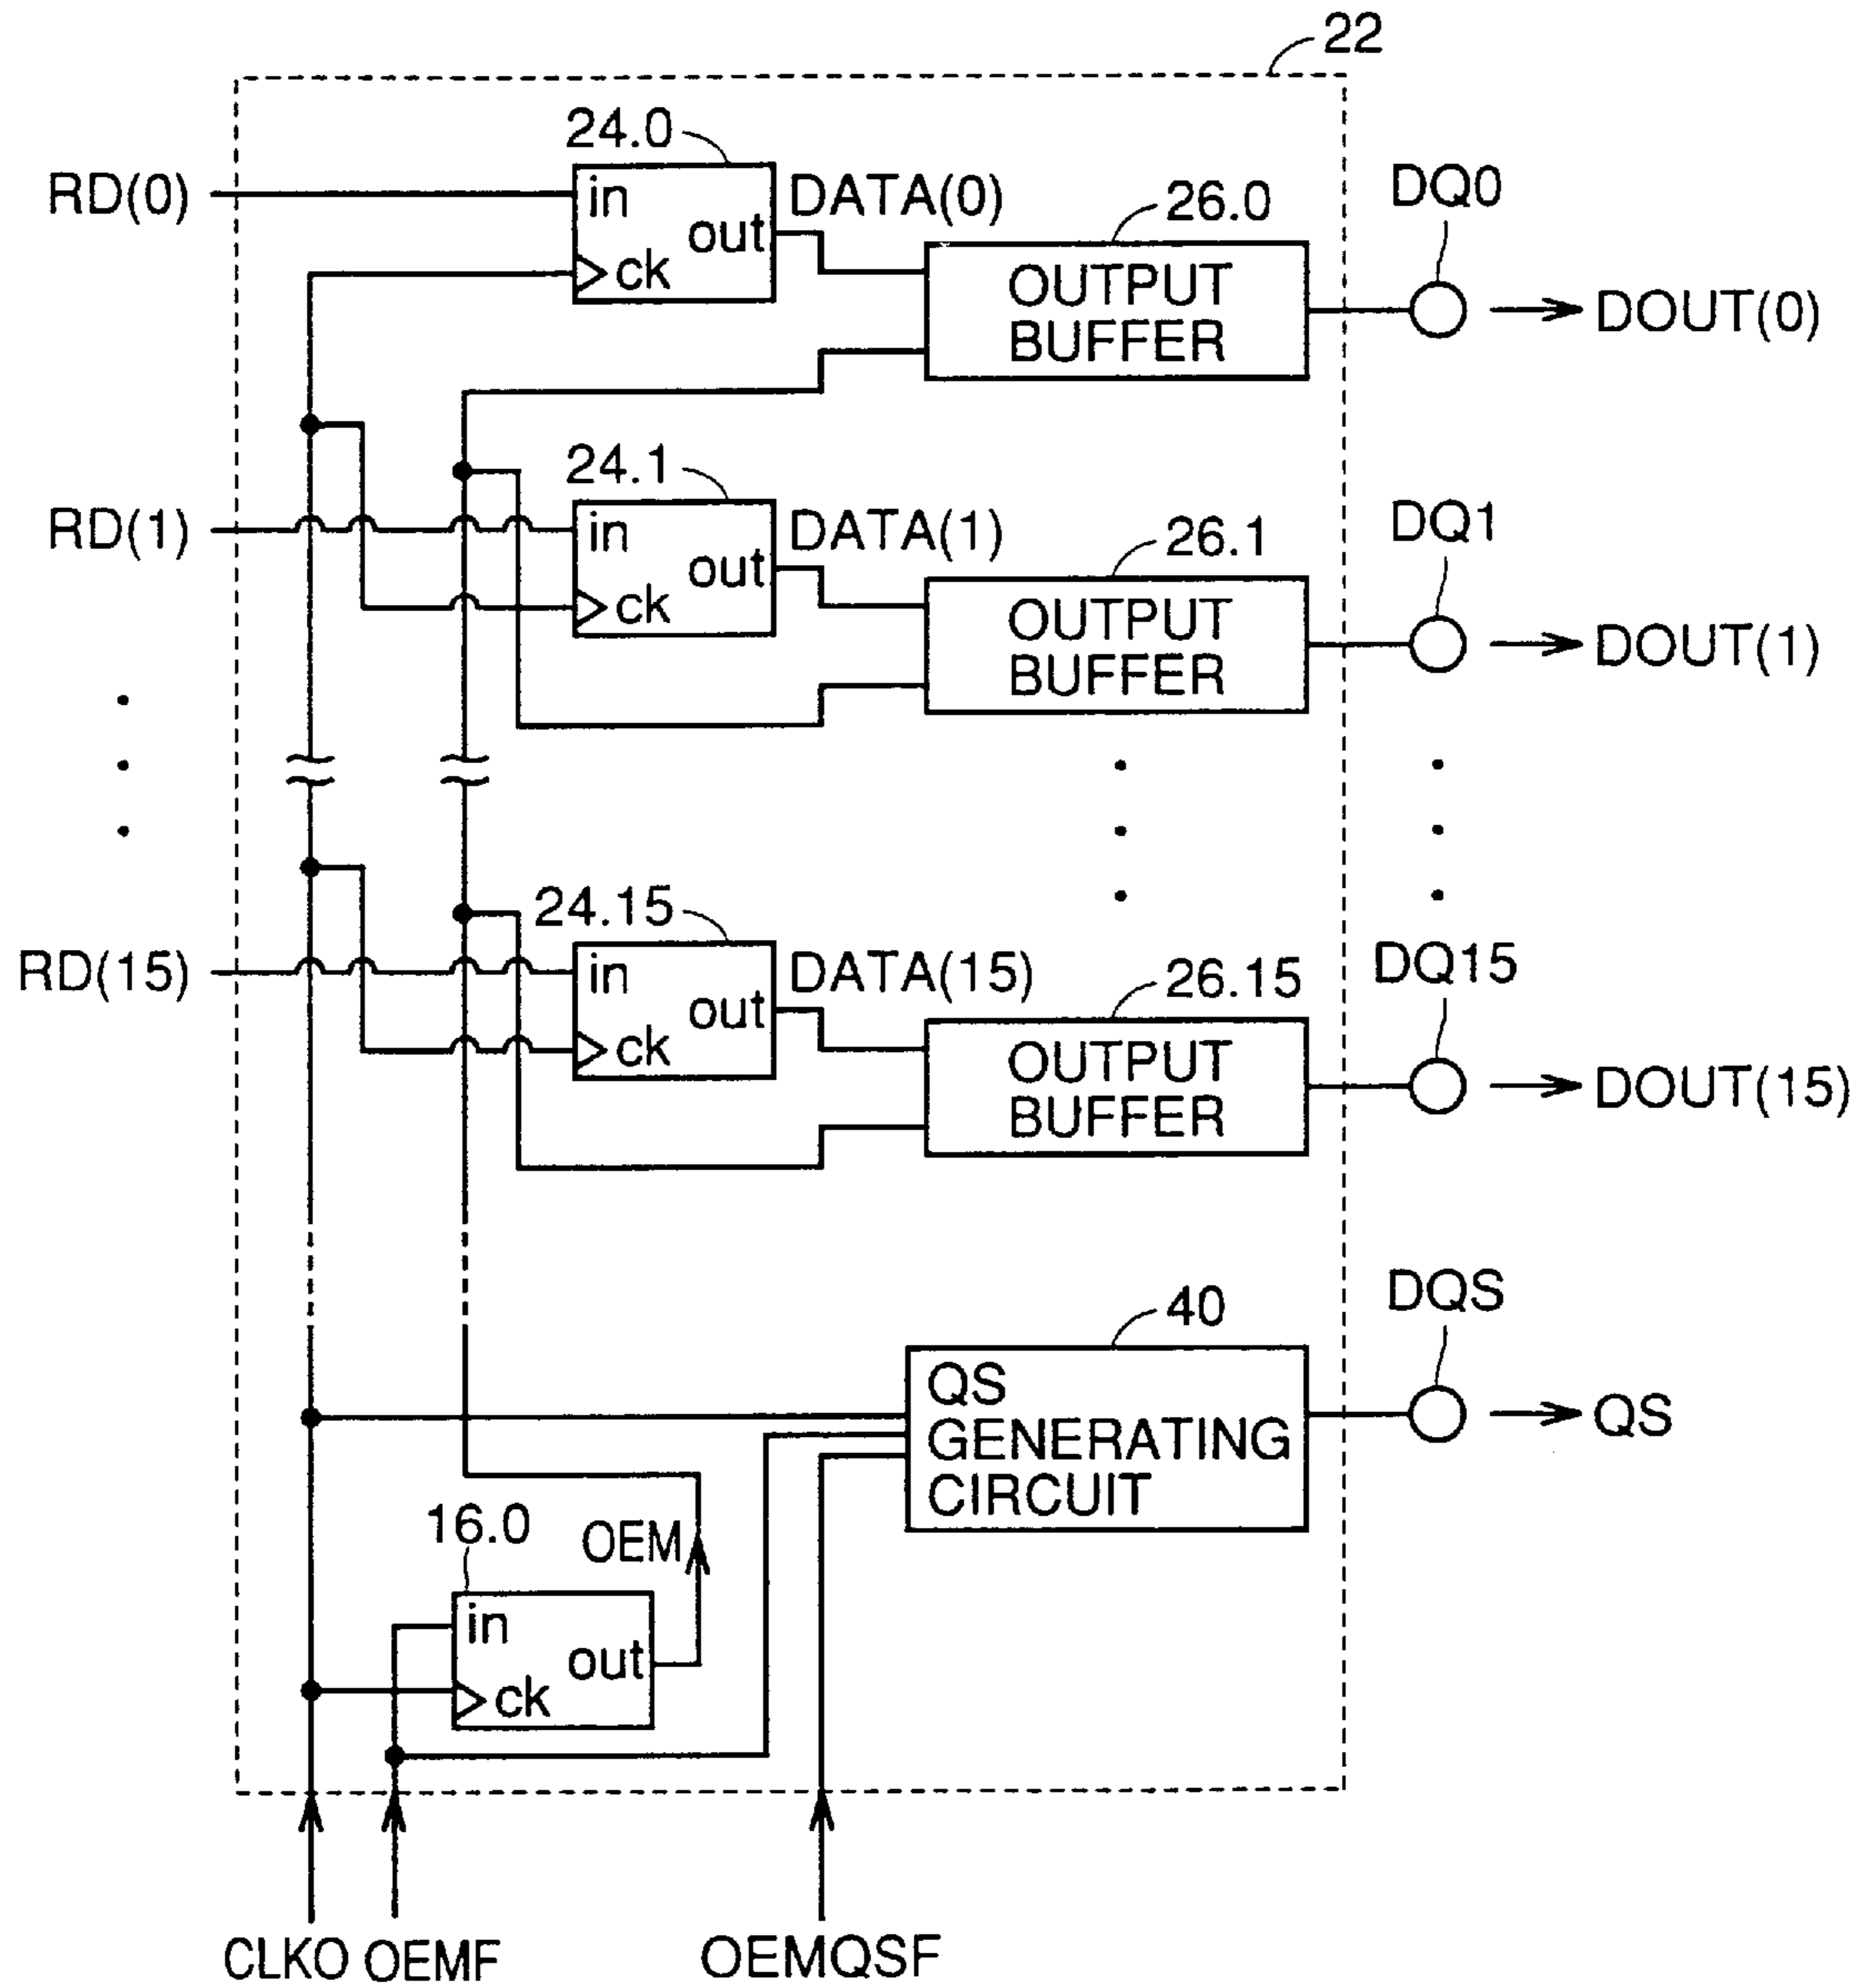 22
24.0
RD(0)
in
out
ck
DATA(0)
26.0
OUTPUT
BUFFER
DQ0
DOUT(0)
24.1
RD(1)
in
out
ck
DATA(1)
26.1
OUTPUT
BUFFER
DQ1
DOUT(1)
24.15
RD(15)
in
out
ck
DATA(15)
26.15
OUTPUT
BUFFER
DQ15
DOUT(15)
40
QS
GENERATING
CIRCUIT
DQS
QS
16.0
OEM
in
out
ck
CLKO
OEMF
OEMQSF